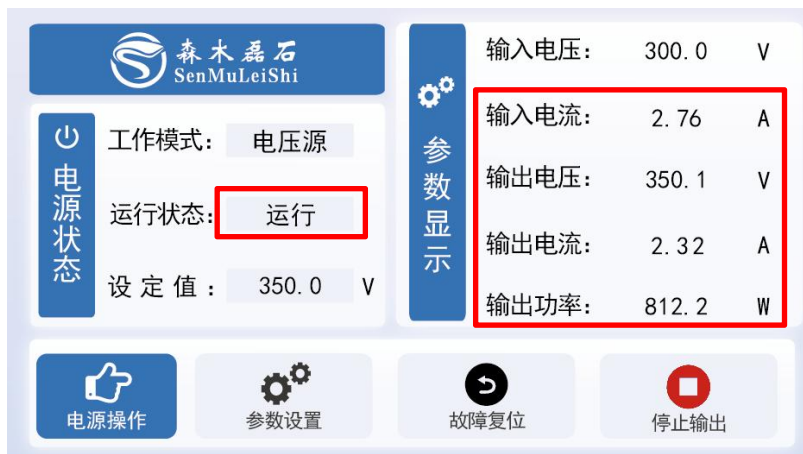 森木磊石
SenMuLeiShi
电源状态
工作模式： 电压源
运行状态： 运行
设定值： 350.0 V
参数显示
输入电压： 300.0 V
输入电流： 2.76 A
输出电压： 350.1 V
输出电流： 2.32 A
输出功率： 812.2 W
电源操作
参数设置
故障复位
停止输出